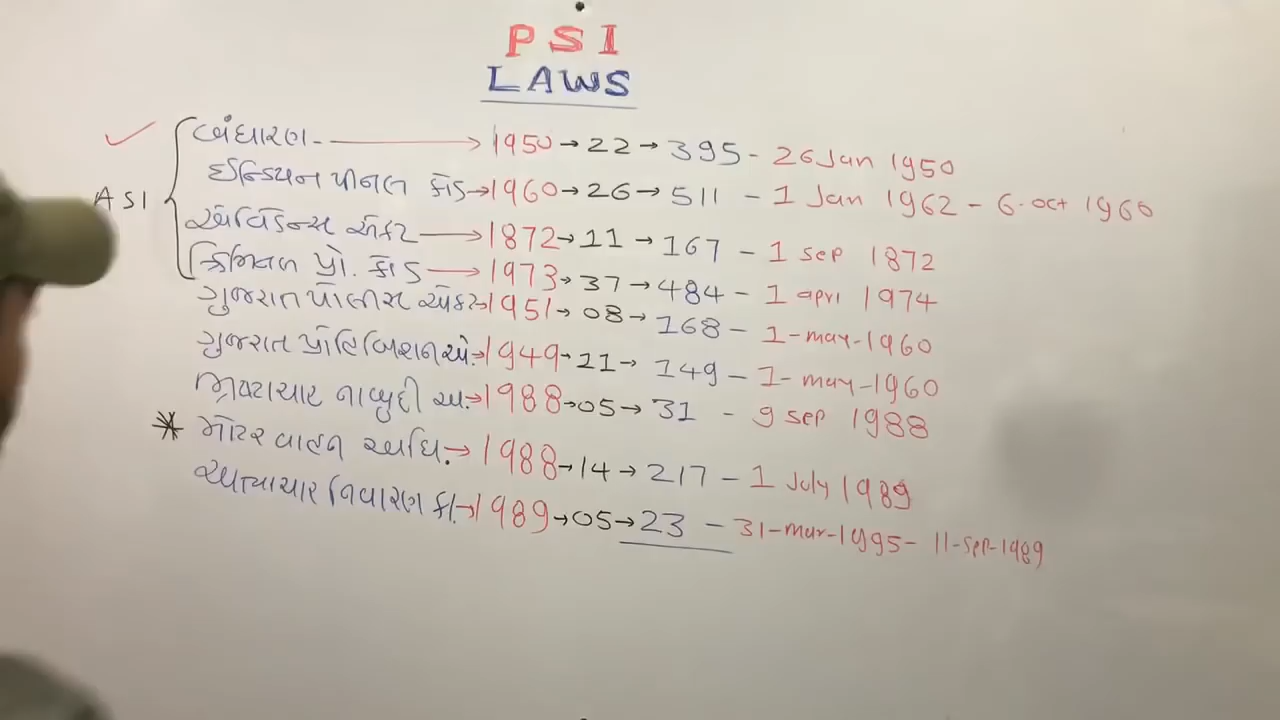 PSI
LAWS
બંધારણ. → 1950 → 22 → 395 - 26 Jan 1950
ઈન્ડિયન પીનલ કોડ → 1960 → 26 → 511 - 1 Jan 1962 - 6-oct 1960
ASI
એવિડન્સ એકટ → 1872 → 11 → 167 - 1 sep 1872
ક્રિમિનલ પ્રો. કોડ → 1973 → 37 → 484 - 1 apri 1974
ગુજરાત પોલીસ એકટ → 1951 → 08 → 168 - 1-may-1960
ગુજરાત પ્રોહિબિશન એ. → 1949 → 21 → 149 - 1-may-1960
ભ્રષ્ટાચાર નાબુદી અ. → 1988 → 05 → 31 - 9 sep 1988
* મોટર વાહન અધિ. → 1988 → 14 → 217 - 1 July 1989
અત્યાચાર નિવારણ કા. → 1989 → 05 → 23 - 31-mar-1995 - 11-sep-1989